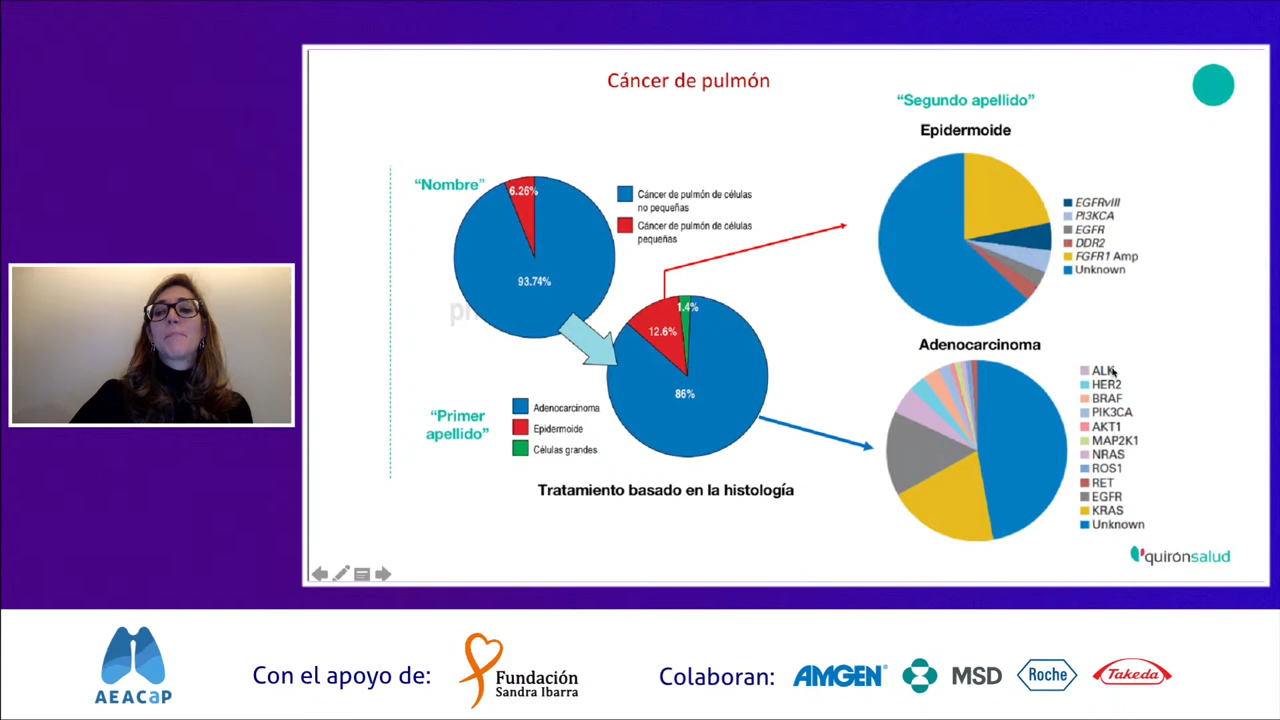 Cáncer de pulmón
“Nombre”
6.26%
93.74%
Cáncer de pulmón de células
no pequeñas
Cáncer de pulmón de células
pequeñas
“Primer
apellido”
Adenocarcinoma
Epidermoide
Células grandes
1.4%
12.6%
86%
Tratamiento basado en la histología
“Segundo apellido”
Epidermoide
EGFRvIII
PI3KCA
EGFR
DDR2
FGFR1 Amp
Unknown
Adenocarcinoma
ALK
HER2
BRAF
PIK3CA
AKT1
MAP2K1
NRAS
ROS1
RET
EGFR
KRAS
Unknown
quirónsalud
AEACaP
Con el apoyo de:
Fundación
Sandra Ibarra
Colaboran:
AMGEN®
MSD
Roche
Takeda